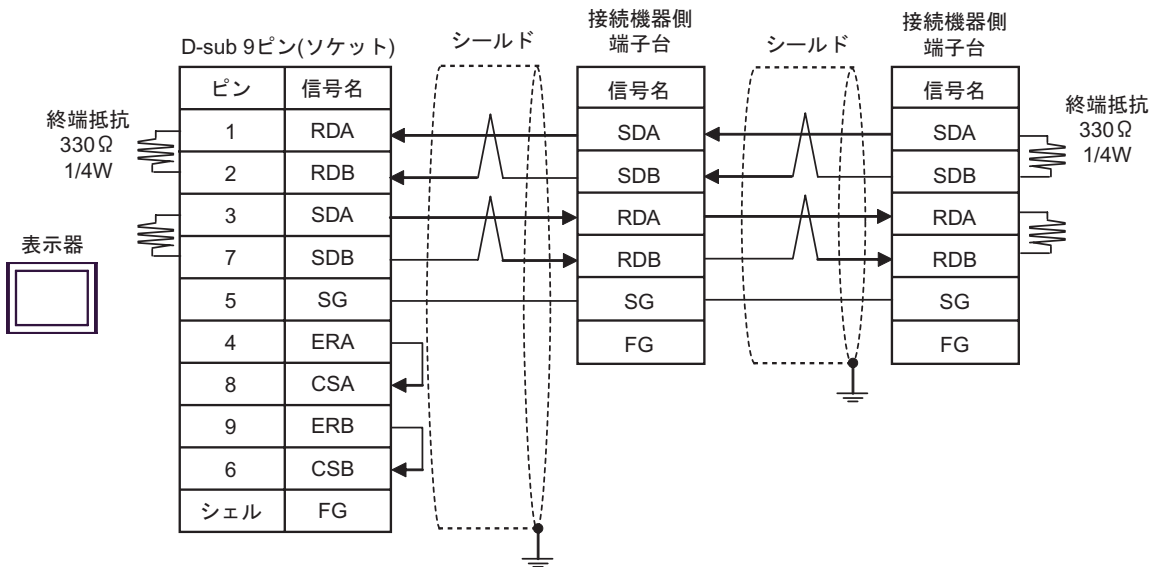 D-sub 9ピン(ソケット)
シールド
接続機器側
端子台
シールド
接続機器側
端子台
終端抵抗
330Ω
1/4W
表示器
ピン 信号名
1 RDA
2 RDB
3 SDA
7 SDB
5 SG
4 ERA
8 CSA
9 ERB
6 CSB
シェル FG
信号名
SDA
SDB
RDA
RDB
SG
FG
信号名
SDA
SDB
RDA
RDB
SG
FG
終端抵抗
330Ω
1/4W